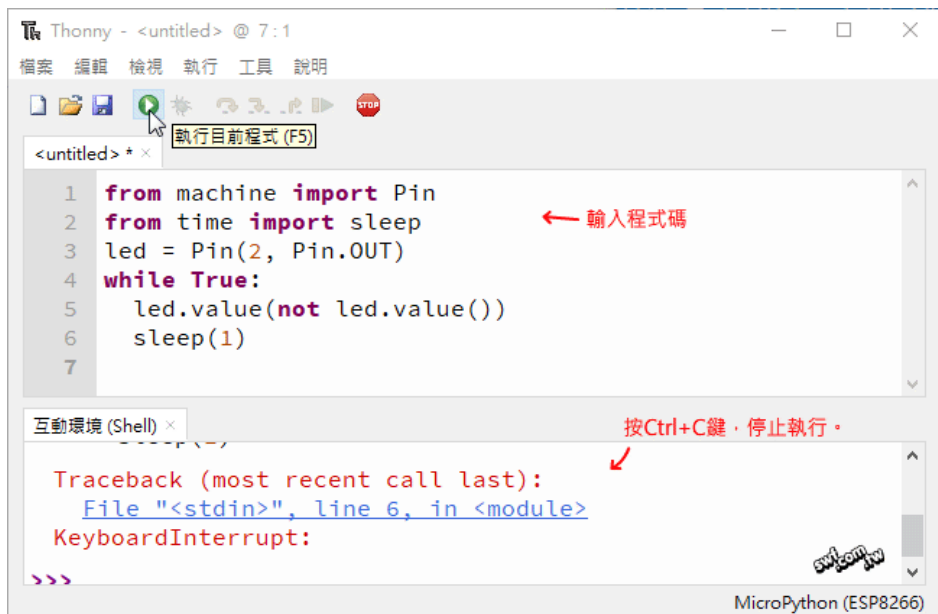 Thonny - <untitled> @ 7:1
檔案 編輯 檢視 執行 工具 說明
STOP
執行目前程式 (F5)
<untitled> * ×
1 from machine import Pin
2 from time import sleep
輸入程式碼
3 led = Pin(2, Pin.OUT)
4 while True:
5 led.value(not led.value())
6 sleep(1)
7
互動環境 (Shell) ×
按Ctrl+C鍵，停止執行。
Traceback (most recent call last):
File "<stdin>", line 6, in <module>
KeyboardInterrupt:
>>>
swf.com.tw
MicroPython (ESP8266)